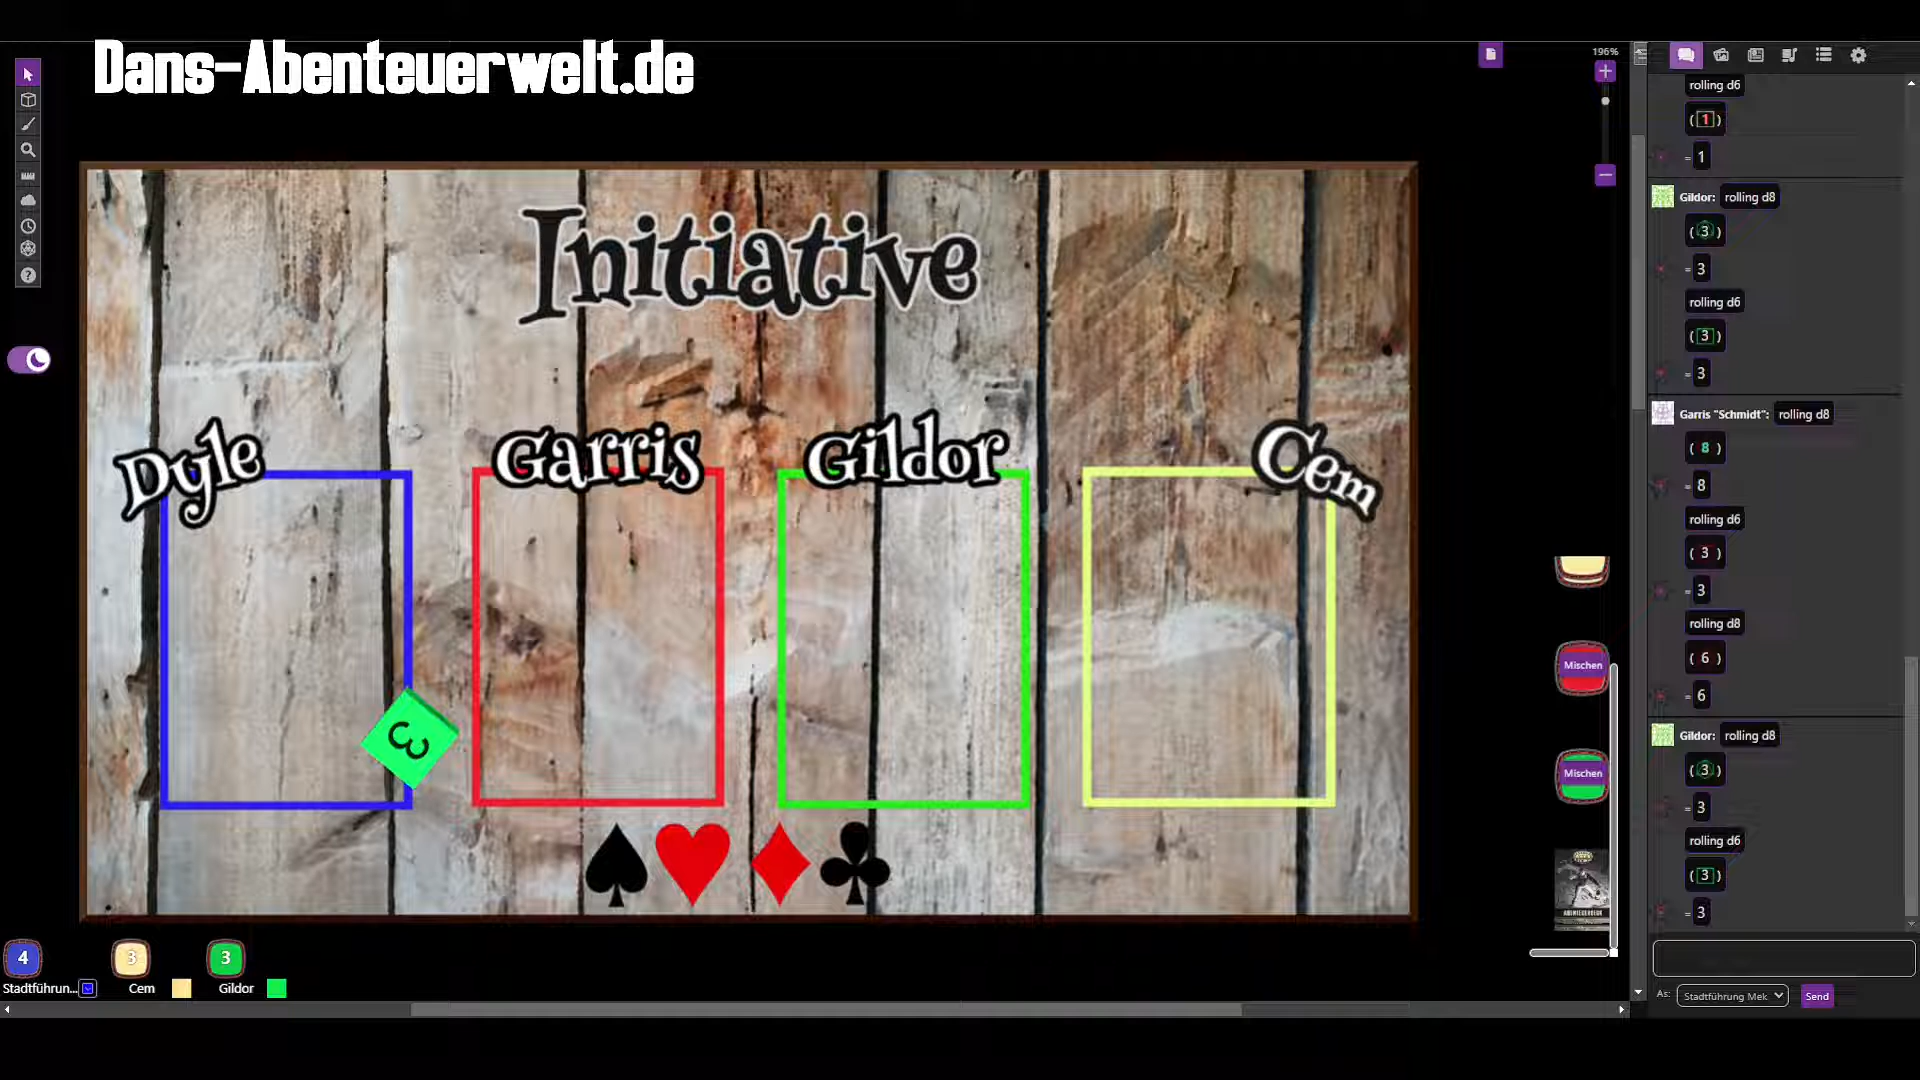 Dans-Abenteuerwelt.de
196%
Initiative
Dyle
Garris
Gildor
Cem
3
Mischen
Mischen
ABENTEUERDECK
4
3
3
Stadtführun...
Cem
Gildor
rolling d6
(1)
= 1
Gildor: rolling d8
(3)
= 3
rolling d6
(3)
= 3
Garris "Schmidt": rolling d8
(8)
= 8
rolling d6
(3)
= 3
rolling d8
(6)
= 6
Gildor: rolling d8
(3)
= 3
rolling d6
(3)
= 3
As: Stadtführung Mek Send